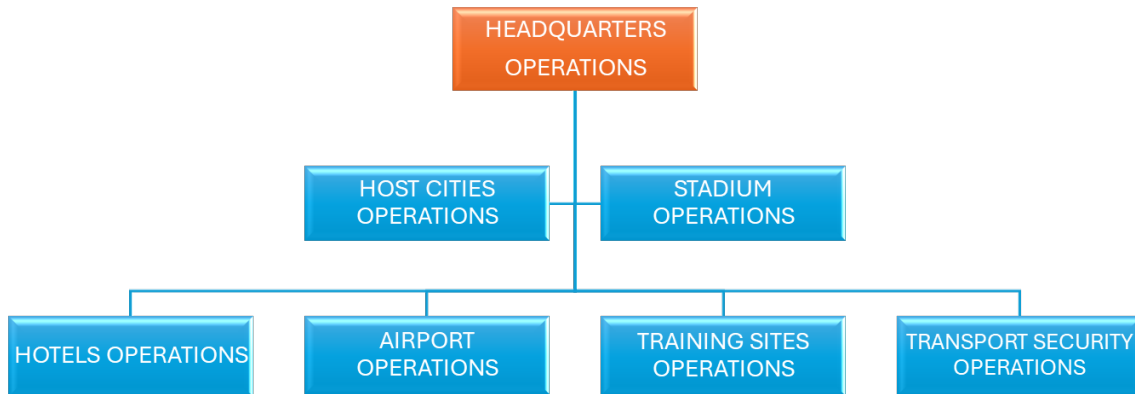 HEADQUARTERS
OPERATIONS
HOST CITIES
OPERATIONS
STADIUM
OPERATIONS
HOTELS OPERATIONS
AIRPORT
OPERATIONS
TRAINING SITES
OPERATIONS
TRANSPORT SECURITY
OPERATIONS